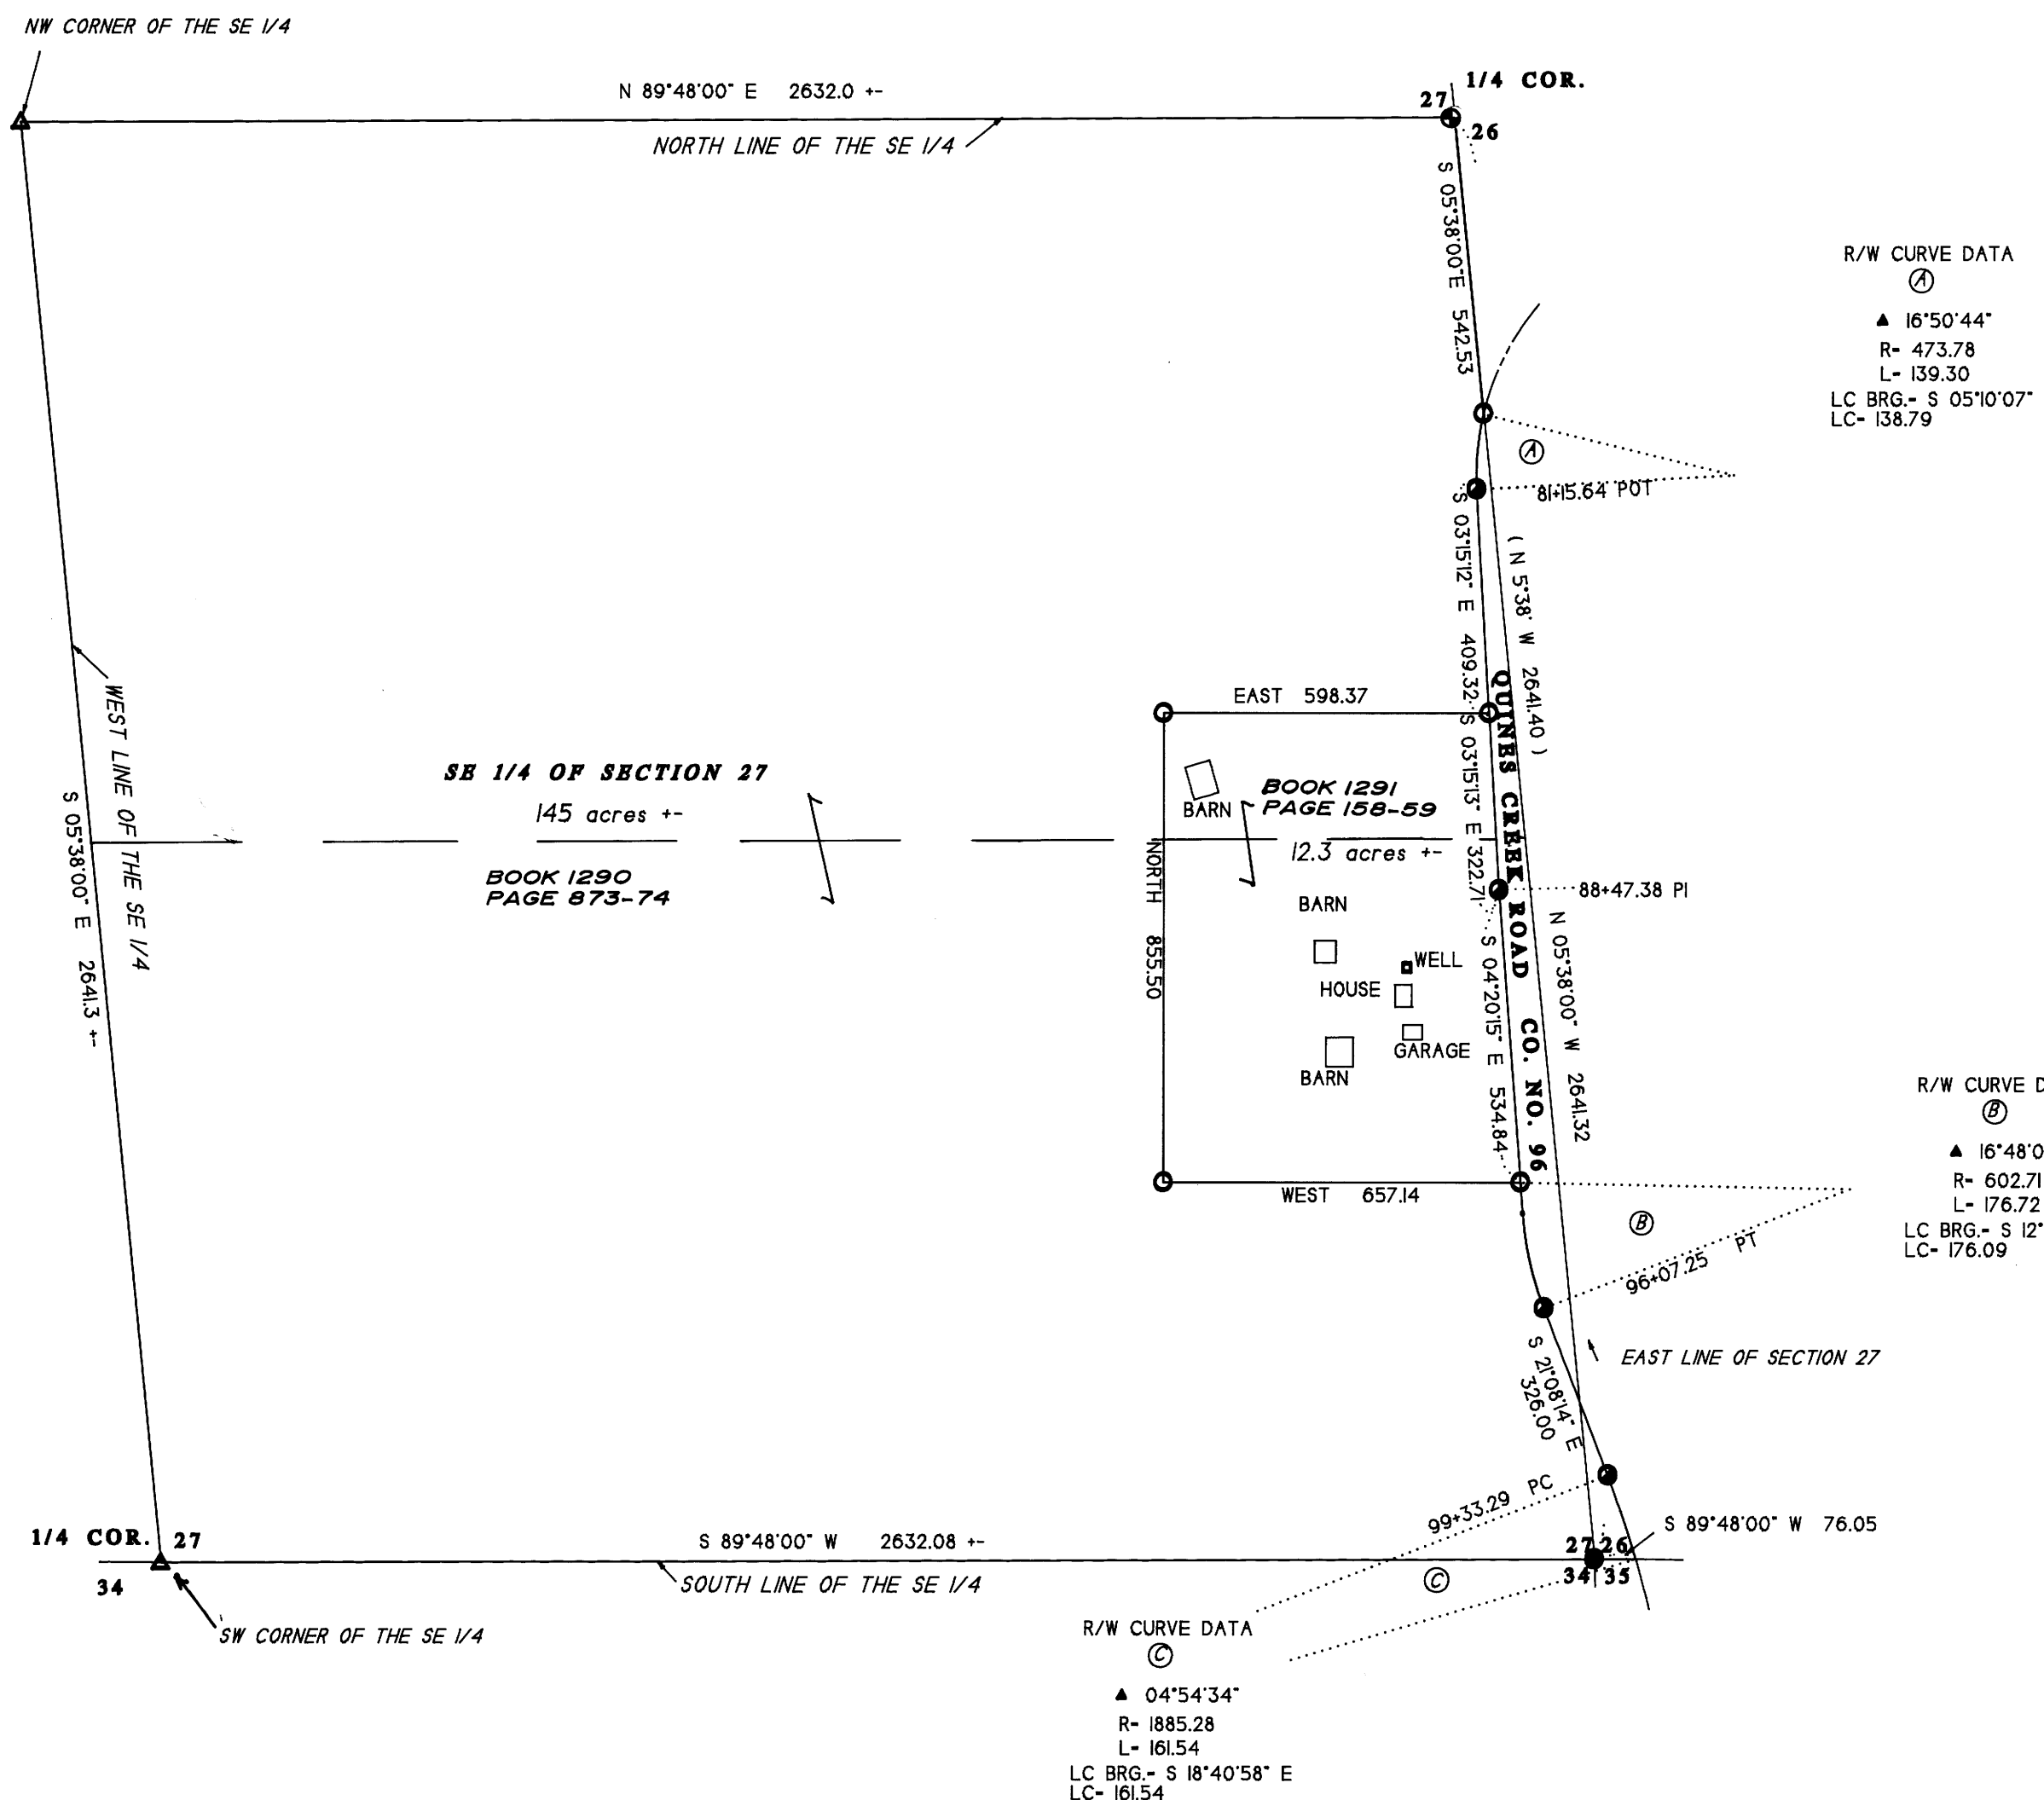 NW CORNER OF THE SE 1/4
N 89°48'00" E 2632.0 +-
NORTH LINE OF THE SE 1/4
1/4 COR.
27
26
S 05°38'00"E 542.53
R/W CURVE DATA
A
▲ 16°50'44"
R- 473.78
L- 139.30
LC BRG.- S 05°10'07"
LC- 138.79
A
81+15.64 POT
S 03°15'12" E 409.32
( N 5°38' W 2641.40 )
EAST 598.37
QUINES CREEK ROAD CO. NO. 96
S 03°15'13" E 322.71
WEST LINE OF THE SE 1/4
S 05°38'00" E 2641.3 +-
SE 1/4 OF SECTION 27
145 acres +-
BOOK 1290
PAGE 873-74
BARN
BOOK 1291
PAGE 158-59
12.3 acres +-
NORTH 855.50
88+47.38 PI
BARN
WELL
HOUSE
GARAGE
BARN
S 04°20'15" E 534.84
N 05°38'00" W 2641.32
WEST 657.14
R/W CURVE D
B
▲ 16°48'0
R- 602.71
L- 176.72
LC BRG.- S 12°
LC- 176.09
B
96+07.25 PT
S 21°08'14" E
326.00
EAST LINE OF SECTION 27
99+33.29 PC
S 89°48'00" W 76.05
1/4 COR. 27
34
S 89°48'00" W 2632.08 +-
SOUTH LINE OF THE SE 1/4
27 26
34 35
C
SW CORNER OF THE SE 1/4
R/W CURVE DATA
C
▲ 04°54'34"
R- 1885.28
L- 161.54
LC BRG.- S 18°40'58" E
LC- 161.54